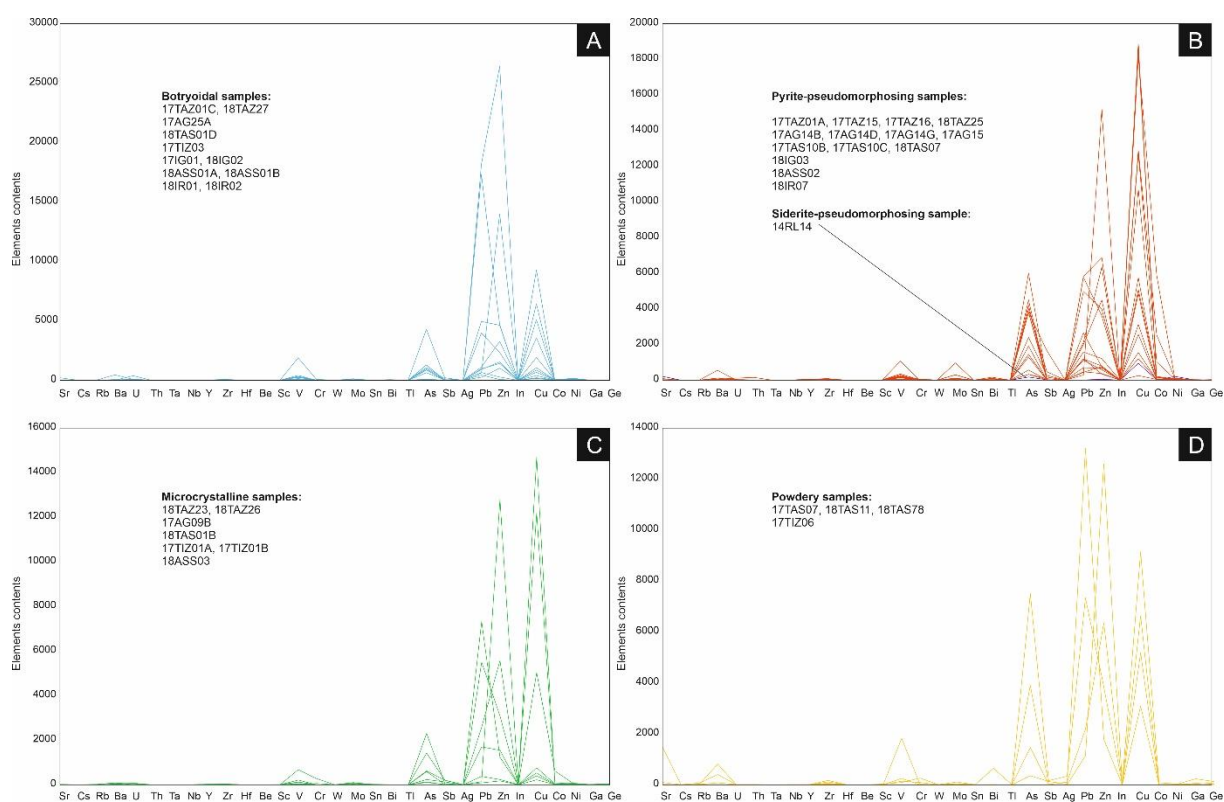 30000
25000
20000
15000
10000
5000
0
Elements contents
A
Botryoidal samples:
17TAZ01C, 18TAZ27
17AG25A
18TAS01D
17TIZ03
17IG01, 18IG02
18ASS01A, 18ASS01B
18IR01, 18IR02
Sr Cs Rb Ba U Th Ta Nb Y Zr Hf Be Sc V Cr W Mo Sn Bi Tl As Sb Ag Pb Zn In Cu Co Ni Ga Ge
20000
18000
16000
14000
12000
10000
8000
6000
4000
2000
0
Elements contents
B
Pyrite-pseudomorphosing samples:
17TAZ01A, 17TAZ15, 17TAZ16, 18TAZ25
17AG14B, 17AG14D, 17AG14G, 17AG15
17TAS10B, 17TAS10C, 18TAS07
18IG03
18ASS02
18IR07
Siderite-pseudomorphosing sample:
14RL14
Sr Cs Rb Ba U Th Ta Nb Y Zr Hf Be Sc V Cr W Mo Sn Bi Tl As Sb Ag Pb Zn In Cu Co Ni Ga Ge
16000
14000
12000
10000
8000
6000
4000
2000
0
Elements contents
C
Microcrystalline samples:
18TAZ23, 18TAZ26
17AG09B
18TAS01B
17TIZ01A, 17TIZ01B
18ASS03
Sr Cs Rb Ba U Th Ta Nb Y Zr Hf Be Sc V Cr W Mo Sn Bi Tl As Sb Ag Pb Zn In Cu Co Ni Ga Ge
14000
12000
10000
8000
6000
4000
2000
0
Elements contents
D
Powdery samples:
17TAS07, 18TAS11, 18TAS78
17TIZ06
Sr Cs Rb Ba U Th Ta Nb Y Zr Hf Be Sc V Cr W Mo Sn Bi Tl As Sb Ag Pb Zn In Cu Co Ni Ga Ge